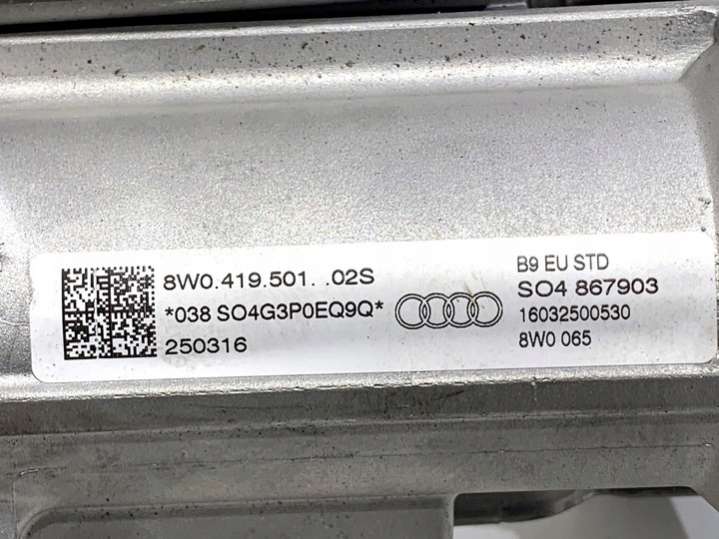 8W0.419.501. .02S
*038 SO4G3P0EQ9Q*
250316
B9 EU STD
SO4 867903
16032500530
8W0 065